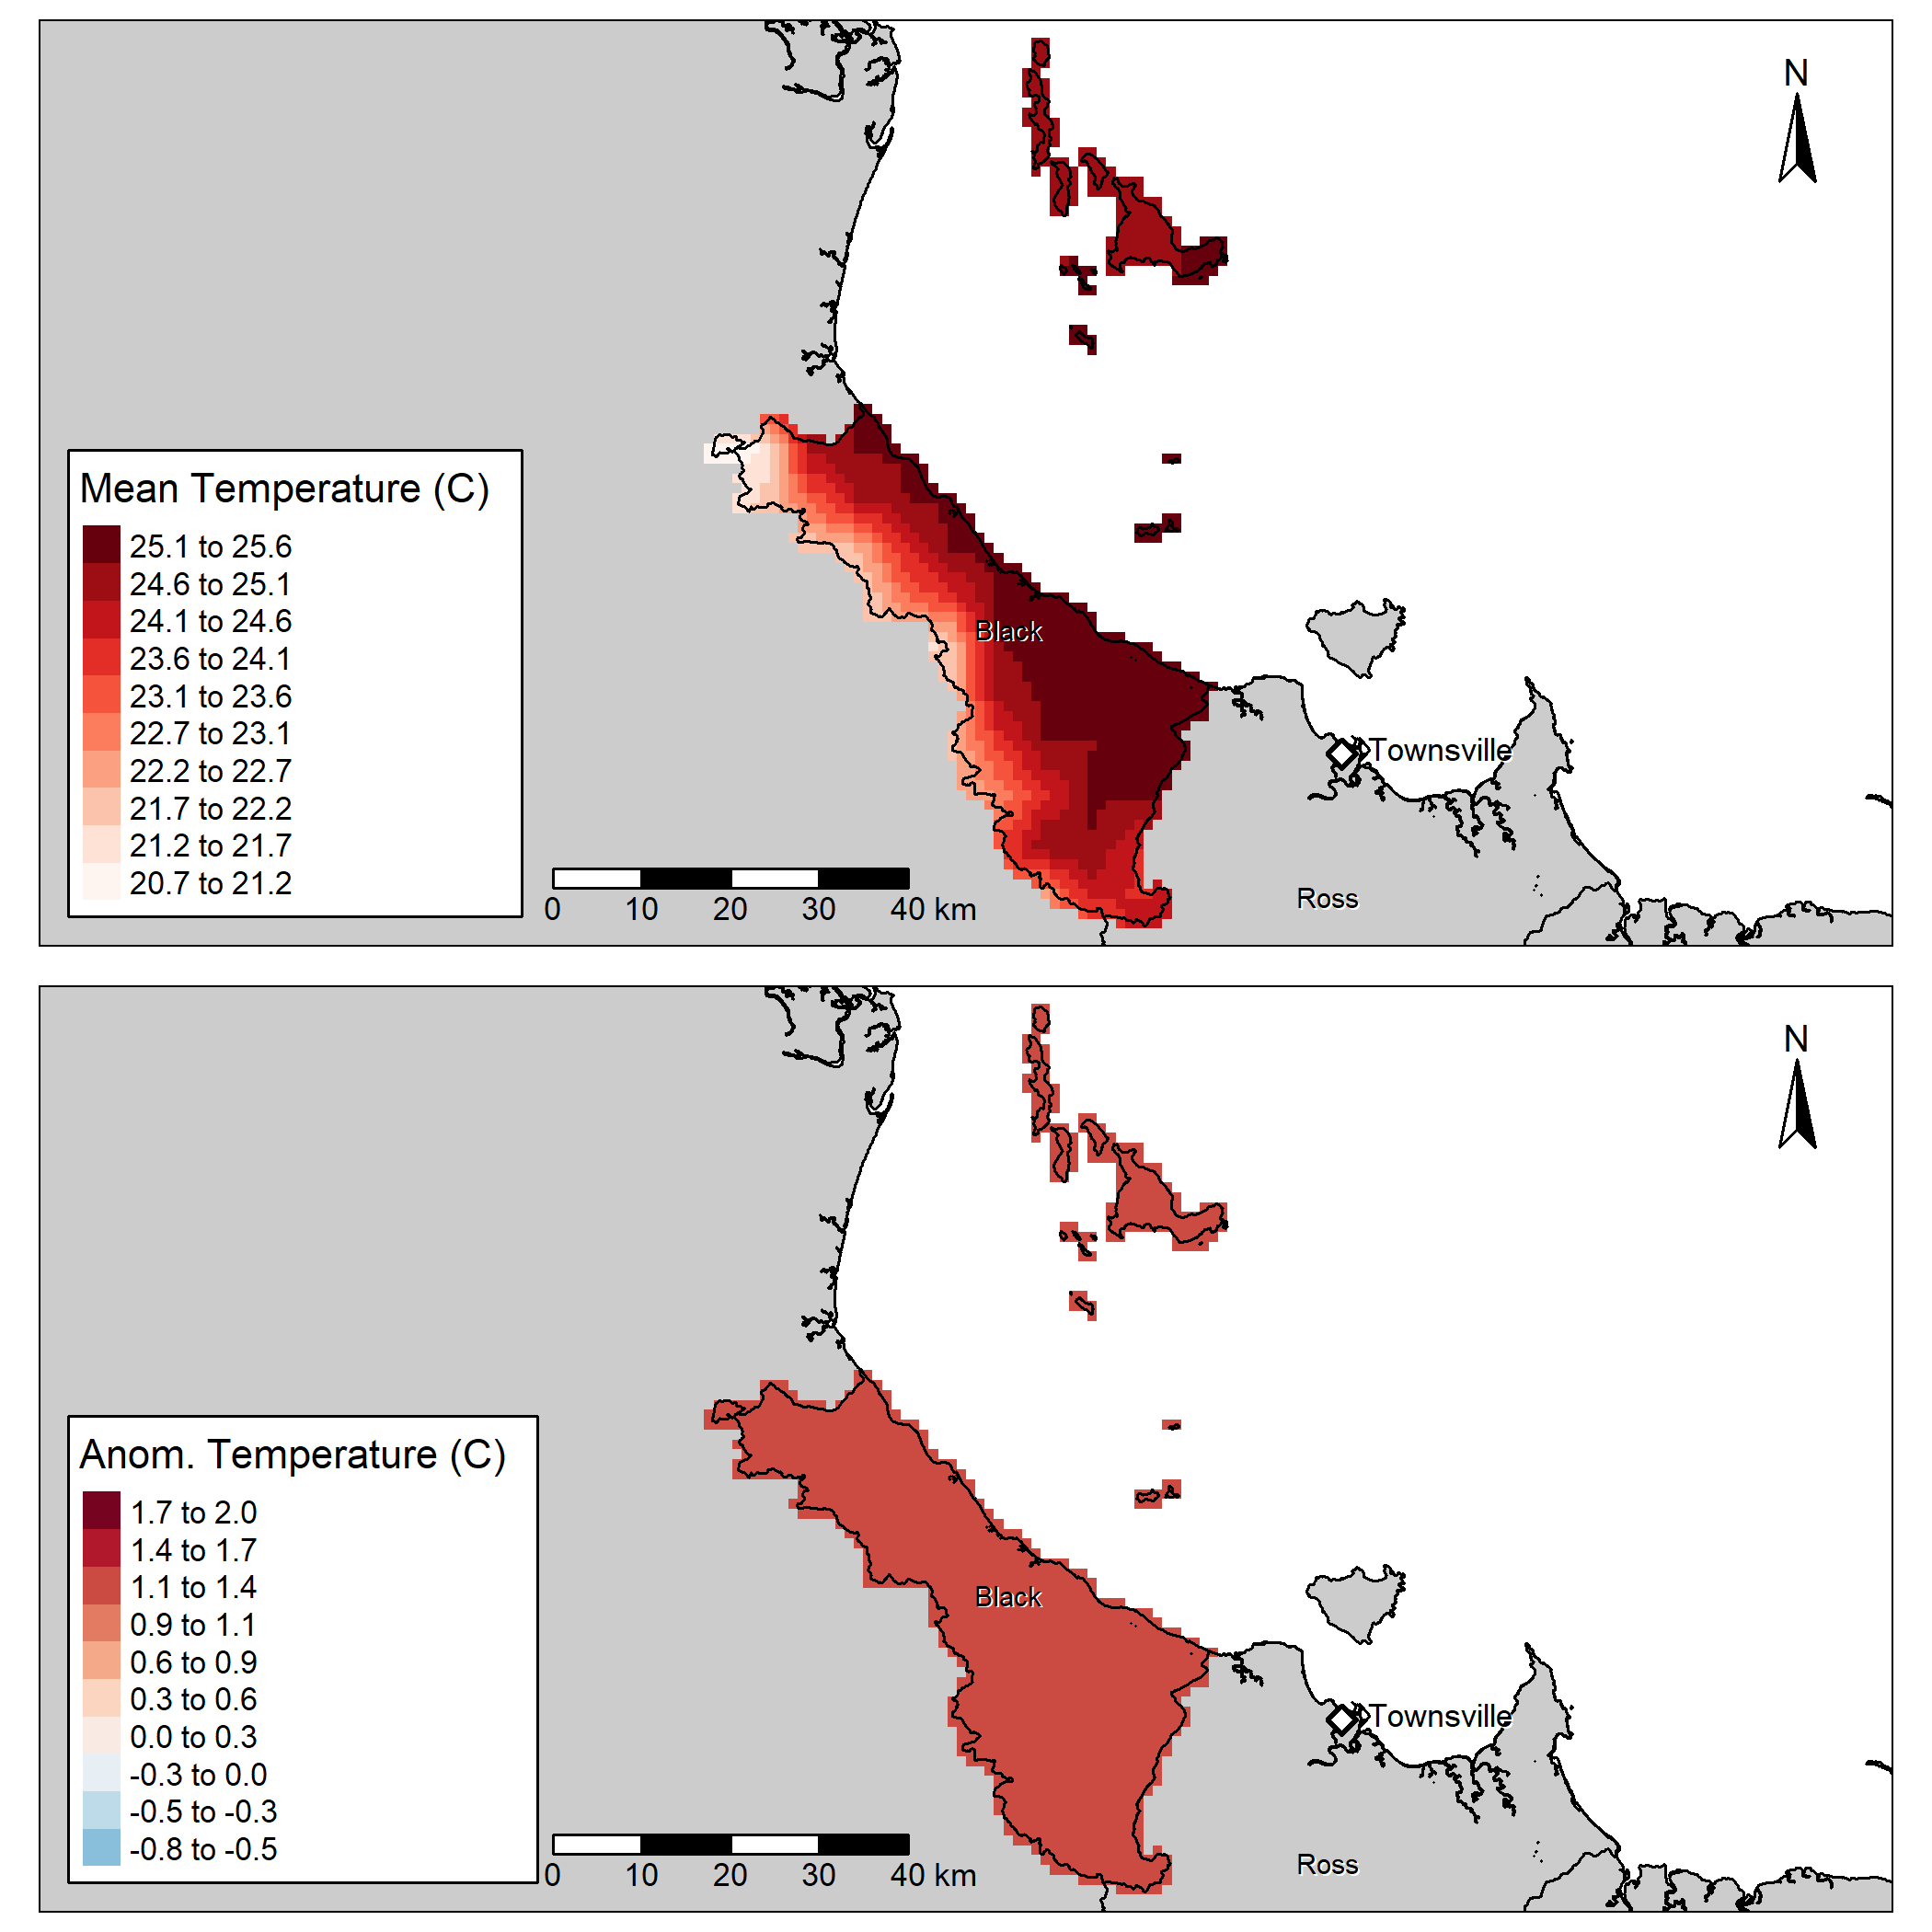 N
Mean Temperature (C)
25.1 to 25.6
24.6 to 25.1
24.1 to 24.6
23.6 to 24.1
23.1 to 23.6
22.7 to 23.1
22.2 to 22.7
21.7 to 22.2
21.2 to 21.7
20.7 to 21.2
Black
Townsville
Ross
0 10 20 30 40 km
N
Anom. Temperature (C)
1.7 to 2.0
1.4 to 1.7
1.1 to 1.4
0.9 to 1.1
0.6 to 0.9
0.3 to 0.6
0.0 to 0.3
-0.3 to 0.0
-0.5 to -0.3
-0.8 to -0.5
Black
Townsville
Ross
0 10 20 30 40 km